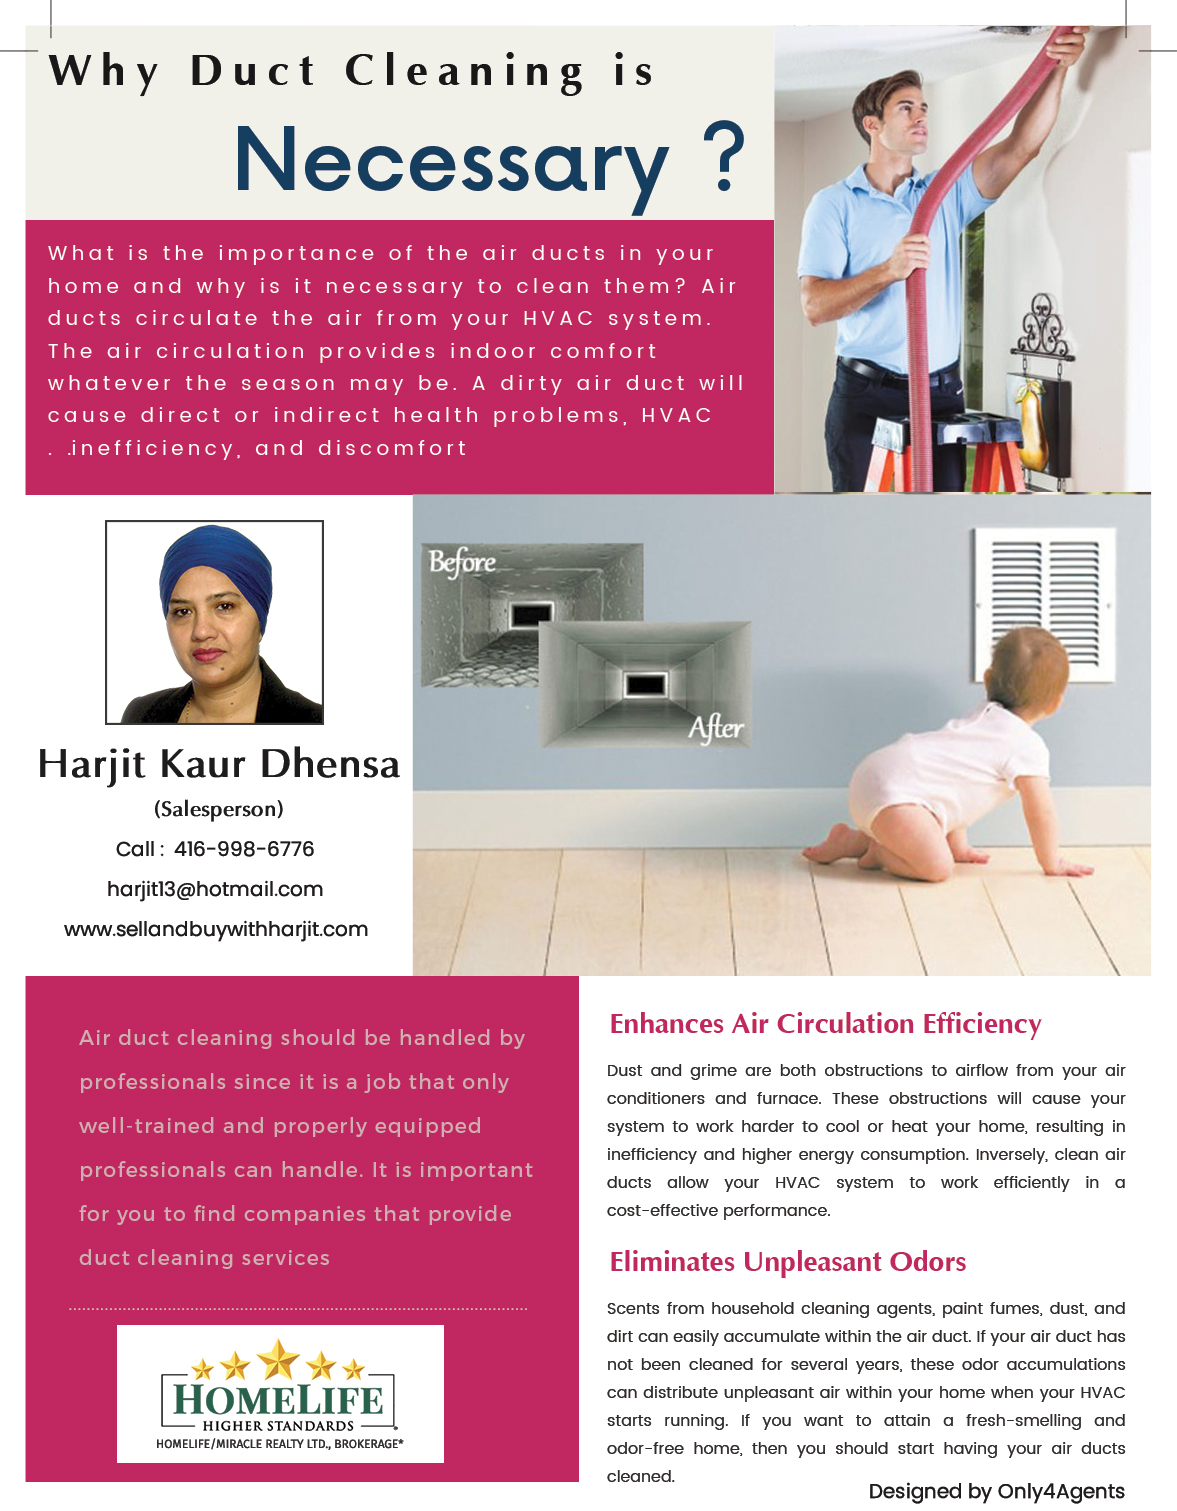 Why Duct Cleaning is
Necessary ?
What is the importance of the air ducts in your
home and why is it necessary to clean them? Air
ducts circulate the air from your HVAC system.
The air circulation provides indoor comfort
whatever the season may be. A dirty air duct will
cause direct or indirect health problems, HVAC
. .inefficiency, and discomfort
Before
After
Harjit Kaur Dhensa
(Salesperson)
Call : 416-998-6776
harjit13@hotmail.com
www.sellandbuywithharjit.com
Air duct cleaning should be handled by
professionals since it is a job that only
well-trained and properly equipped
professionals can handle. It is important
for you to find companies that provide
duct cleaning services
HOMELIFE
HIGHER STANDARDS
HOMELIFE/MIRACLE REALTY LTD., BROKERAGE*
Enhances Air Circulation Efficiency
Dust and grime are both obstructions to airflow from your air
conditioners and furnace. These obstructions will cause your
system to work harder to cool or heat your home, resulting in
inefficiency and higher energy consumption. Inversely, clean air
ducts allow your HVAC system to work efficiently in a
cost-effective performance.
Eliminates Unpleasant Odors
Scents from household cleaning agents, paint fumes, dust, and
dirt can easily accumulate within the air duct. If your air duct has
not been cleaned for several years, these odor accumulations
can distribute unpleasant air within your home when your HVAC
starts running. If you want to attain a fresh-smelling and
odor-free home, then you should start having your air ducts
cleaned.
Designed by Only4Agents